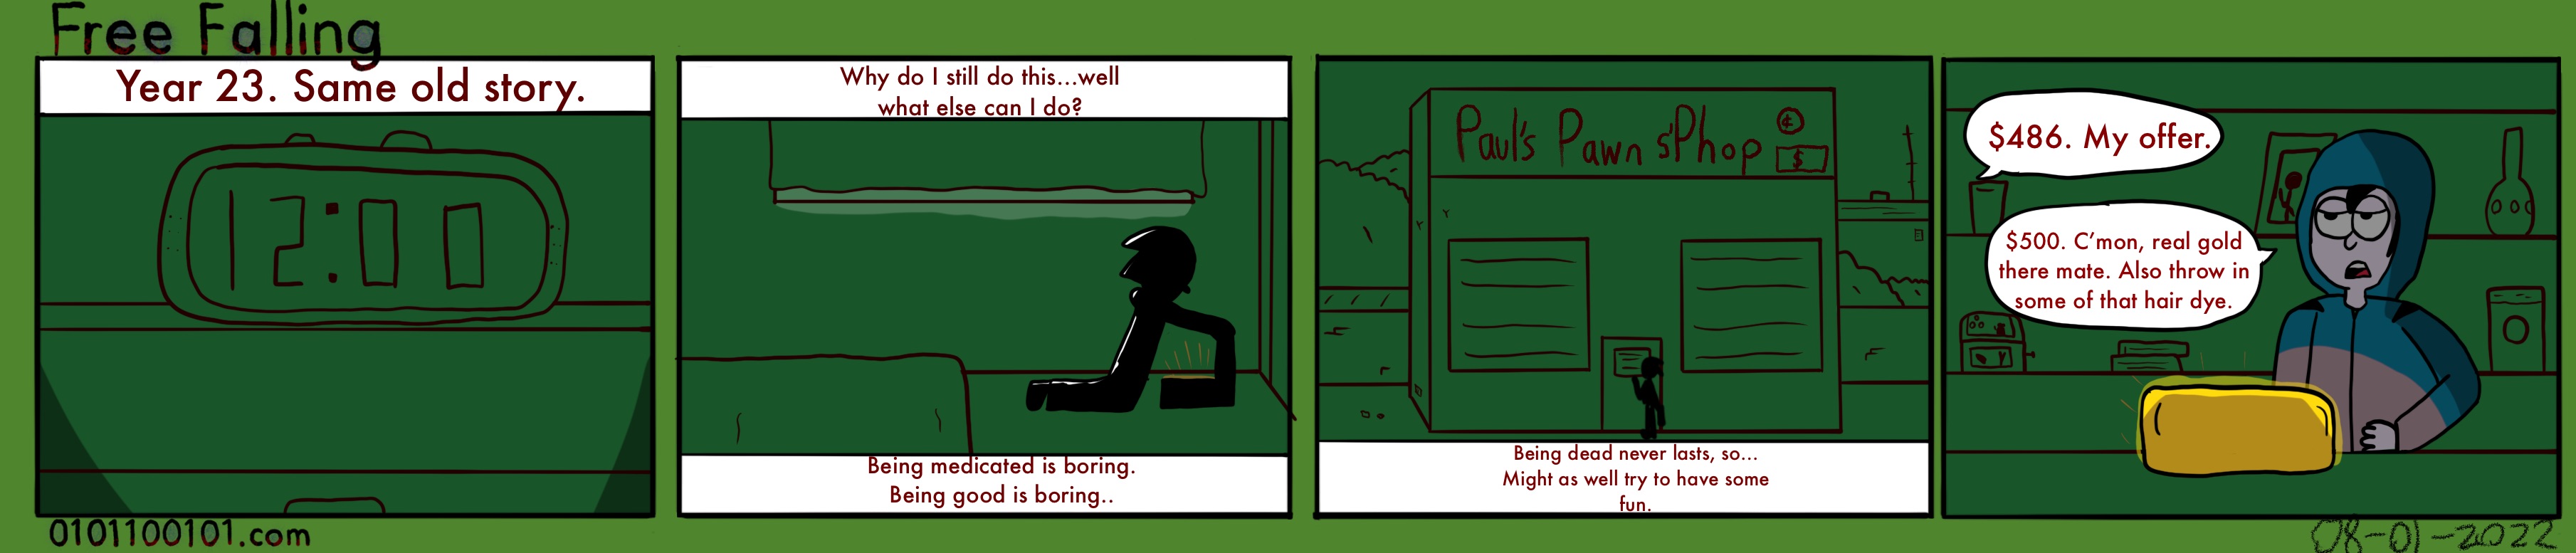 Free Falling
Year 23. Same old story.
12:00
Why do I still do this...well
what else can I do?
Being medicated is boring.
Being good is boring..
Paul's Pawn s'Phop
¢
$
Being dead never lasts, so...
Might as well try to have some
fun.
$486. My offer.
$500. C'mon, real gold
there mate. Also throw in
some of that hair dye.
0101100101.com
08-01-2022